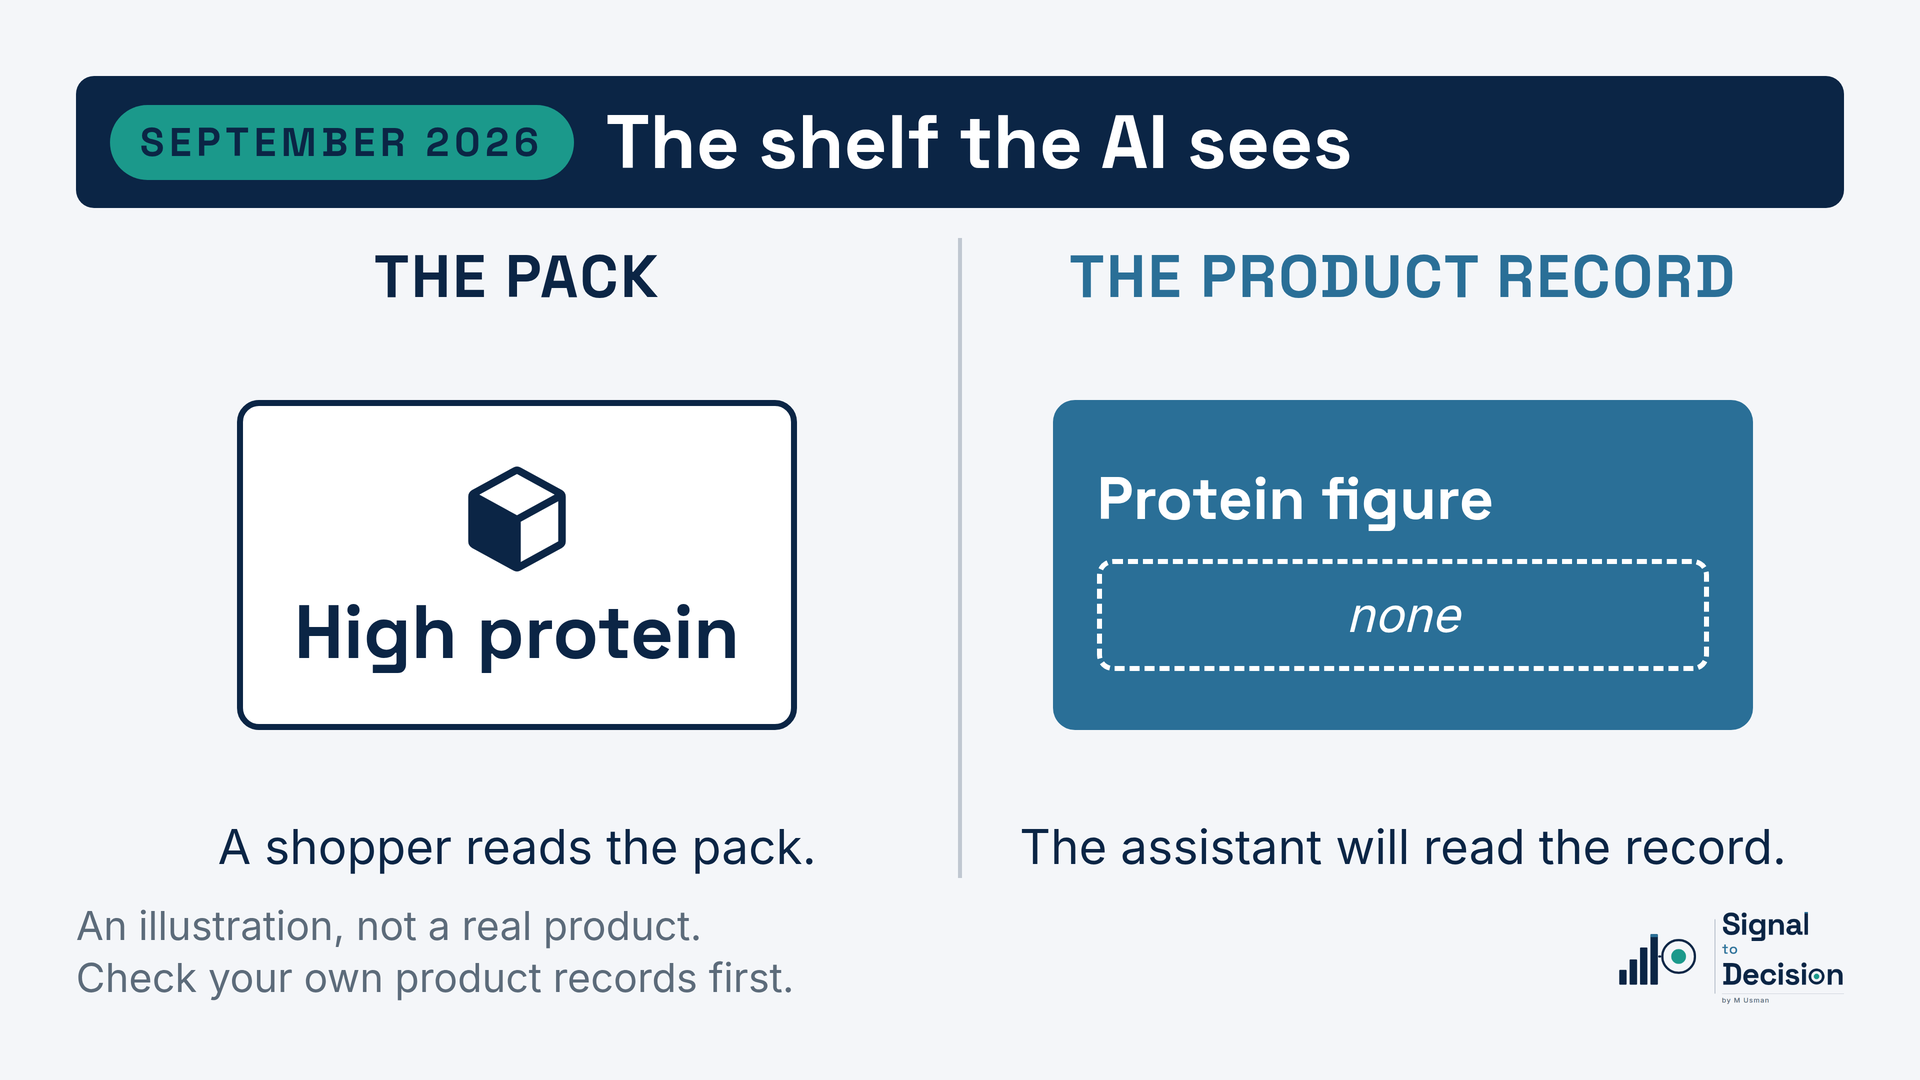 SEPTEMBER 2026 The shelf the AI sees
THE PACK
High protein
A shopper reads the pack.
THE PRODUCT RECORD
Protein figure
none
The assistant will read the record.
An illustration, not a real product.
Check your own product records first.
Signal
to
Decision
by M Usman